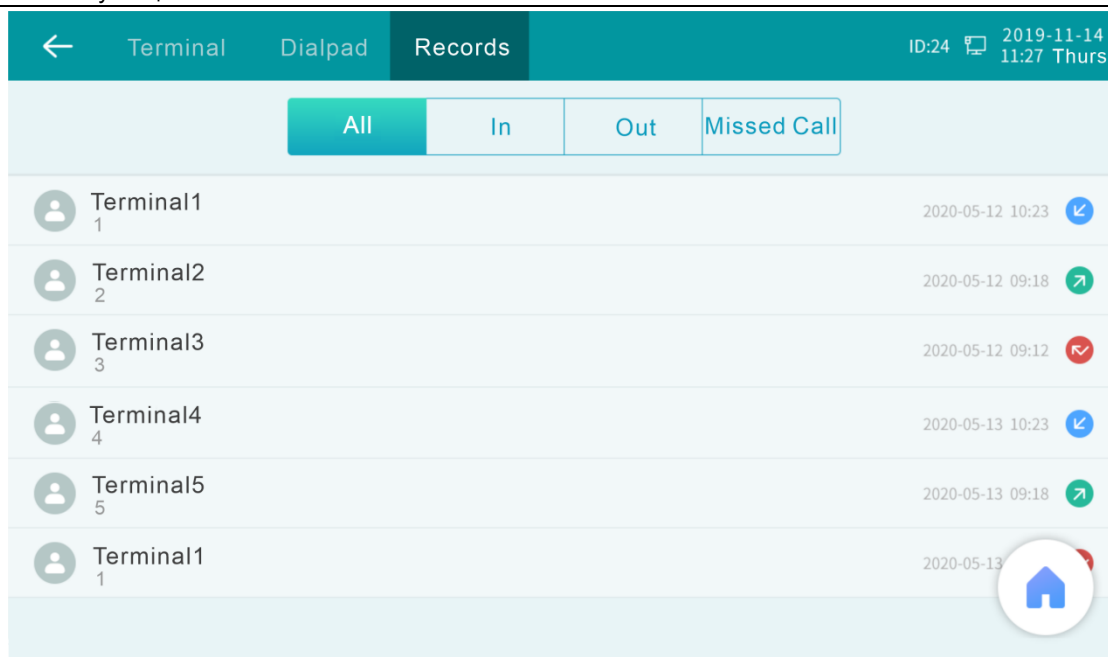 Terminal Dialpad Records ID:24 2019-11-14
11:27 Thurs
All In Out Missed Call
Terminal1 2020-05-12 10:23
1
Terminal2 2020-05-12 09:18
2
Terminal3 2020-05-12 09:12
3
Terminal4 2020-05-13 10:23
4
Terminal5 2020-05-13 09:18
5
Terminal1 2020-05-13
1